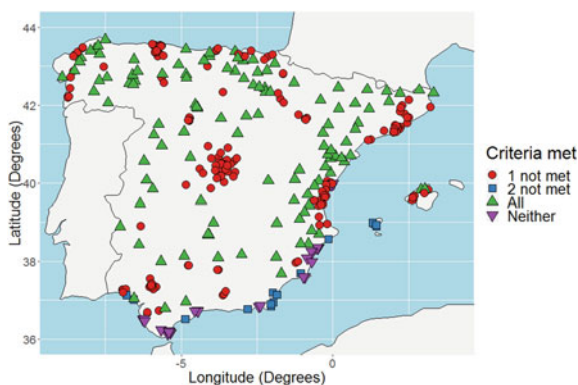 44
42
40
38
36
Latitude (Degrees)
-5
0
Longitude (Degrees)
Criteria met
1 not met
2 not met
All
Neither